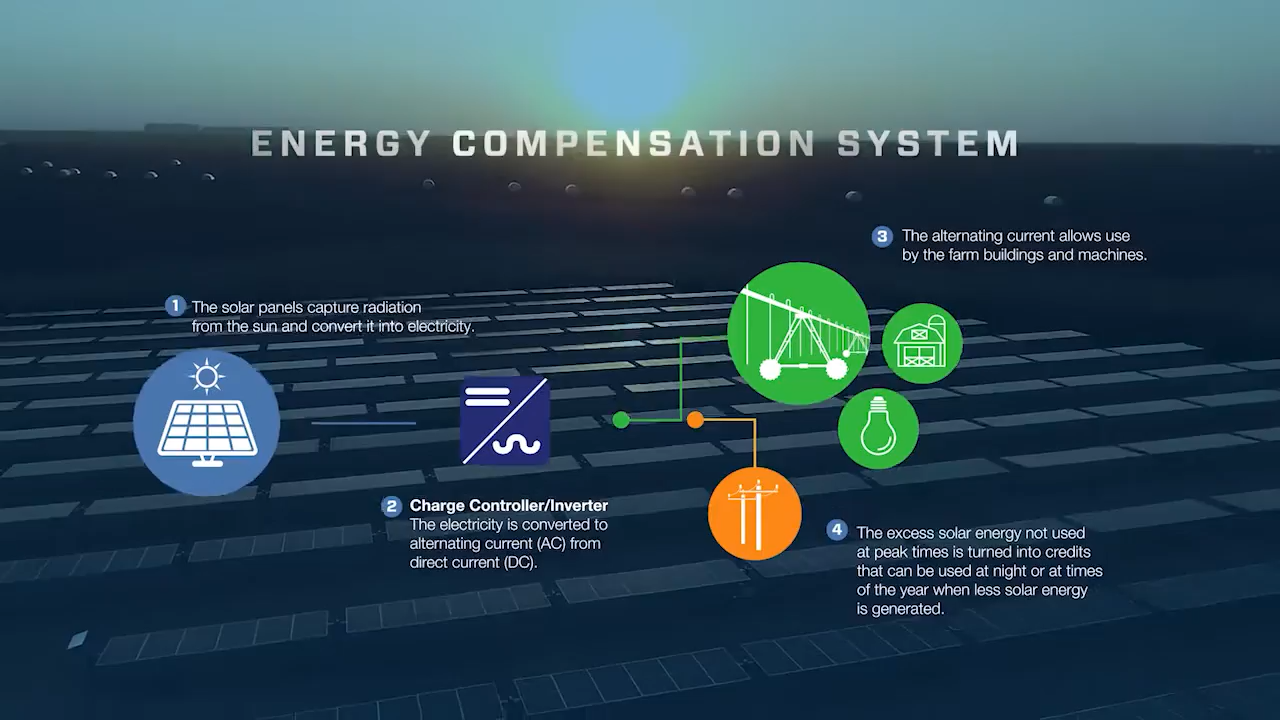 ENERGY COMPENSATION SYSTEM
1 The solar panels capture radiation
from the sun and convert it into electricity.
2 Charge Controller/Inverter
The electricity is converted to
alternating current (AC) from
direct current (DC).
3 The alternating current allows use
by the farm buildings and machines.
4 The excess solar energy not used
at peak times is turned into credits
that can be used at night or at times
of the year when less solar energy
is generated.